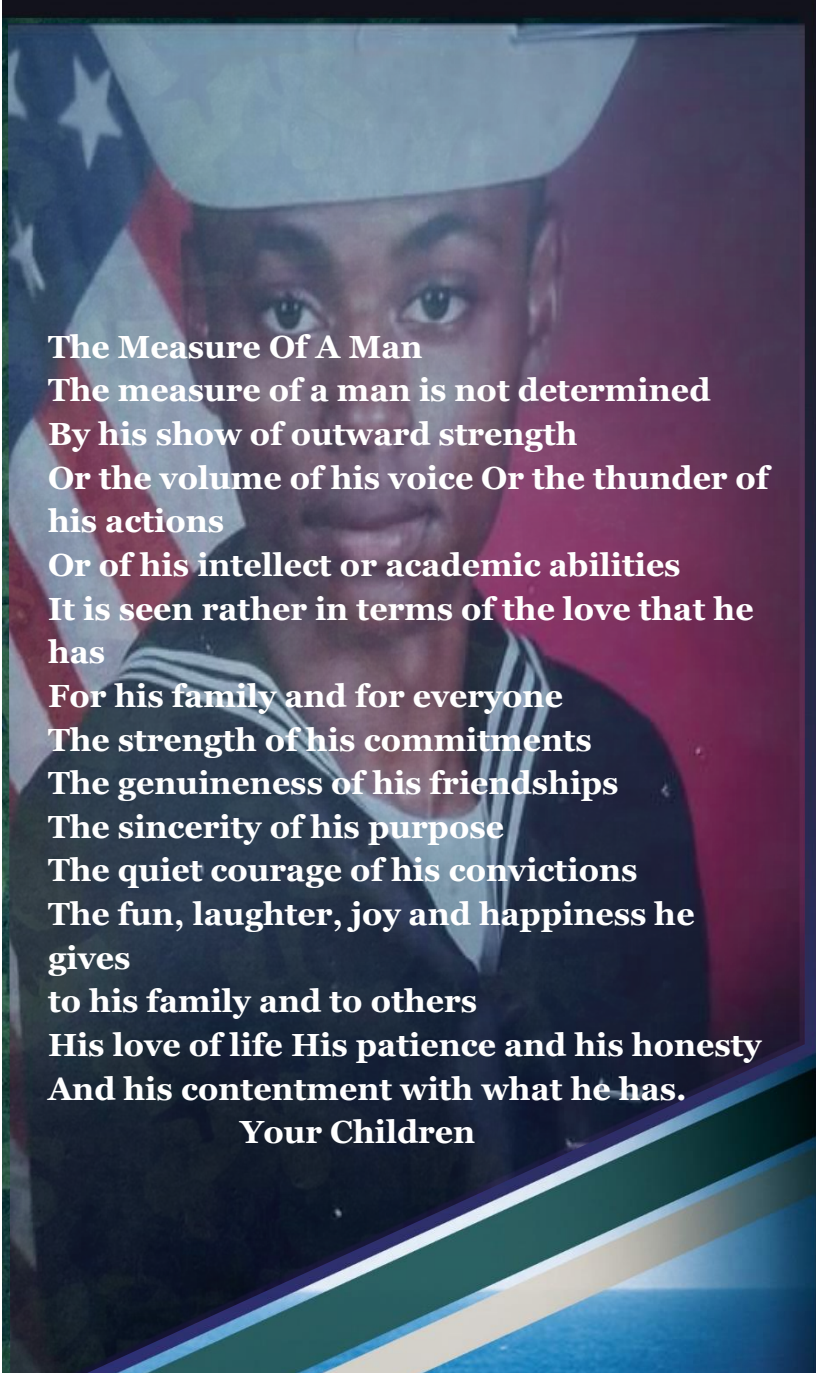 The Measure Of A Man
The measure of a man is not determined
By his show of outward strength
Or the volume of his voice Or the thunder of
his actions
Or of his intellect or academic abilities
It is seen rather in terms of the love that he
has
For his family and for everyone
The strength of his commitments
The genuineness of his friendships
The sincerity of his purpose
The quiet courage of his convictions
The fun, laughter, joy and happiness he
gives
to his family and to others
His love of life His patience and his honesty
And his contentment with what he has.
Your Children